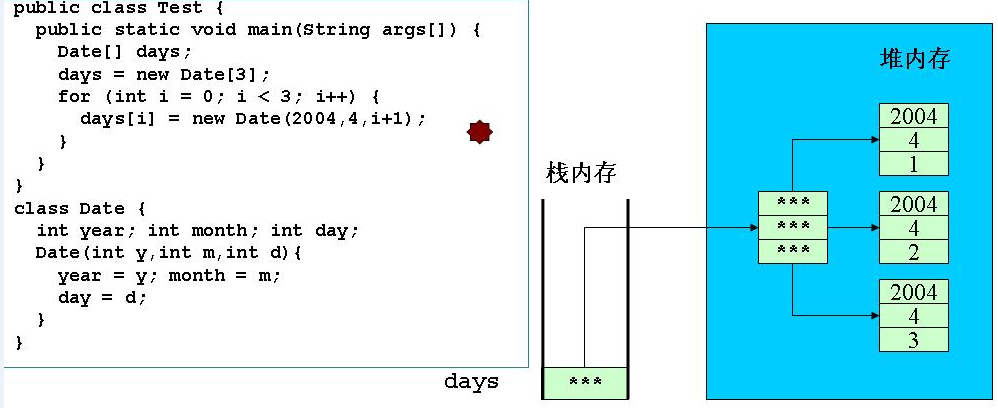 public class Test {
public static void main(String args[]) {
Date[] days;
days = new Date[3];
for (int i = 0; i < 3; i++) {
days[i] = new Date(2004,4,i+1);
}
}
}
class Date {
int year; int month; int day;
Date(int y,int m,int d){
year = y; month = m;
day = d;
}
}
days
栈内存
***
堆内存
***
***
***
2004
4
1
2004
4
2
2004
4
3